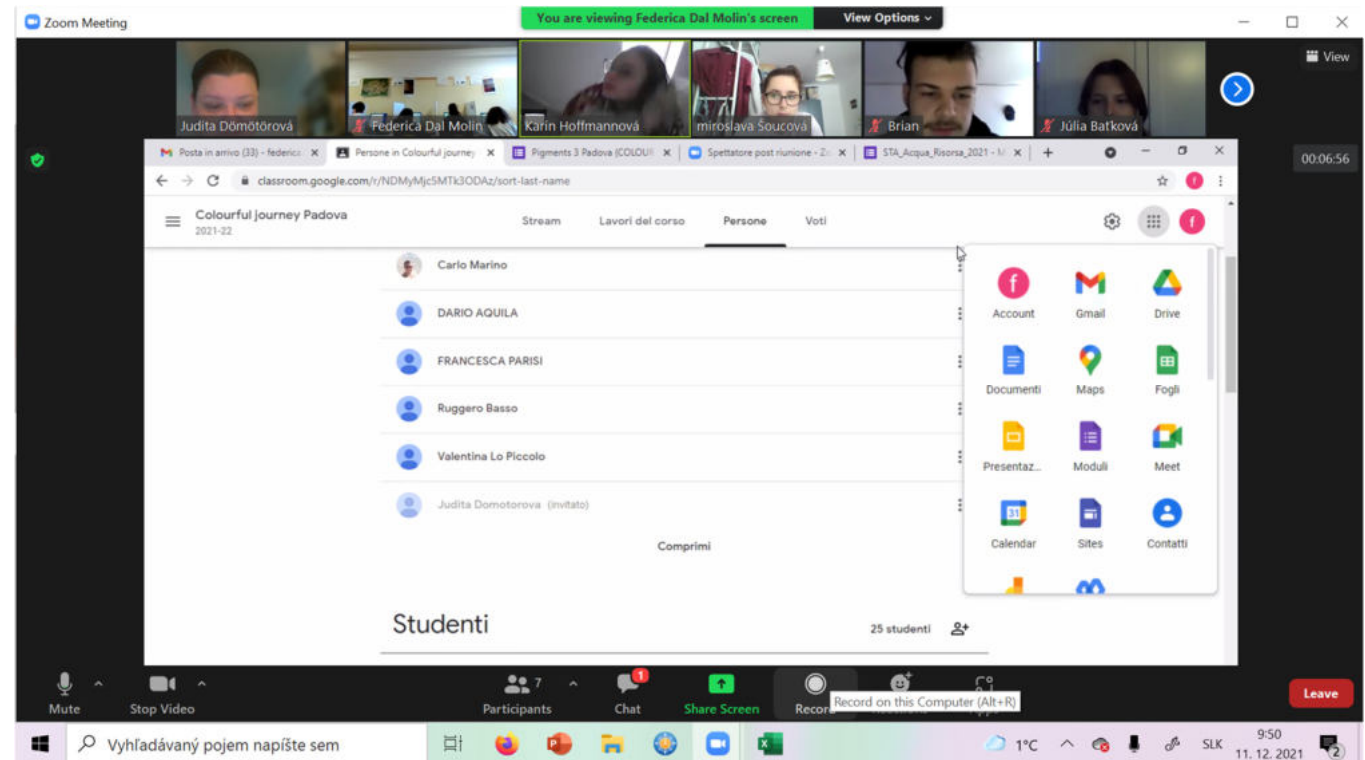 Zoom Meeting
You are viewing Federica Dal Molin's screen
View Options
View
Judita Dömötörová
Federica Dal Molin
Karin Hoffmannová
miroslava Šoucová
Brian
Júlia Baťková
00:06:56
Posta in arrivo (33) - federica
Persone in Colourful journey
Pigments 3 Padova (COLOUR
Spettatore post riunione - Zo
STA_Acqua_Risorsa_2021 - M
classroom.google.com/r/NDMyMjc5MTk3ODAz/sort-last-name
Colourful journey Padova
2021-22
Stream
Lavori del corso
Persone
Voti
f
Carlo Marino
DARIO AQUILA
FRANCESCA PARISI
Ruggero Basso
Valentina Lo Piccolo
Judita Domotorova (invitato)
Comprimi
Studenti
25 studenti
f
Account
Gmail
Drive
Documenti
Maps
Fogli
Presentaz...
Moduli
Meet
31
Calendar
Sites
Contatti
Mute
Stop Video
7
Participants
1
Chat
Share Screen
Record
Record on this Computer (Alt+R)
Leave
Vyhľadávaný pojem napíšte sem
1°C
SLK
9:50
11. 12. 2021
2